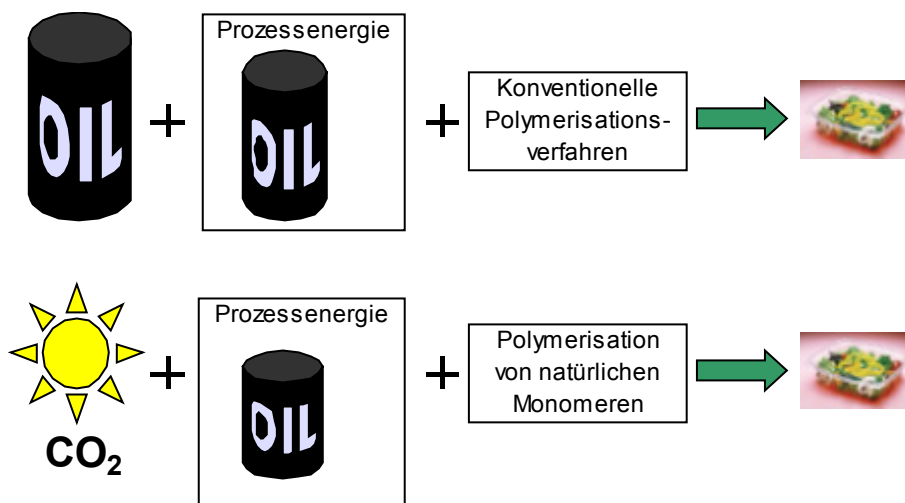 Prozessenergie
OIL
OIL
+
+
Konventionelle
Polymerisations-
verfahren
Prozessenergie
OIL
+
+
Polymerisation
von natürlichen
Monomeren
CO₂